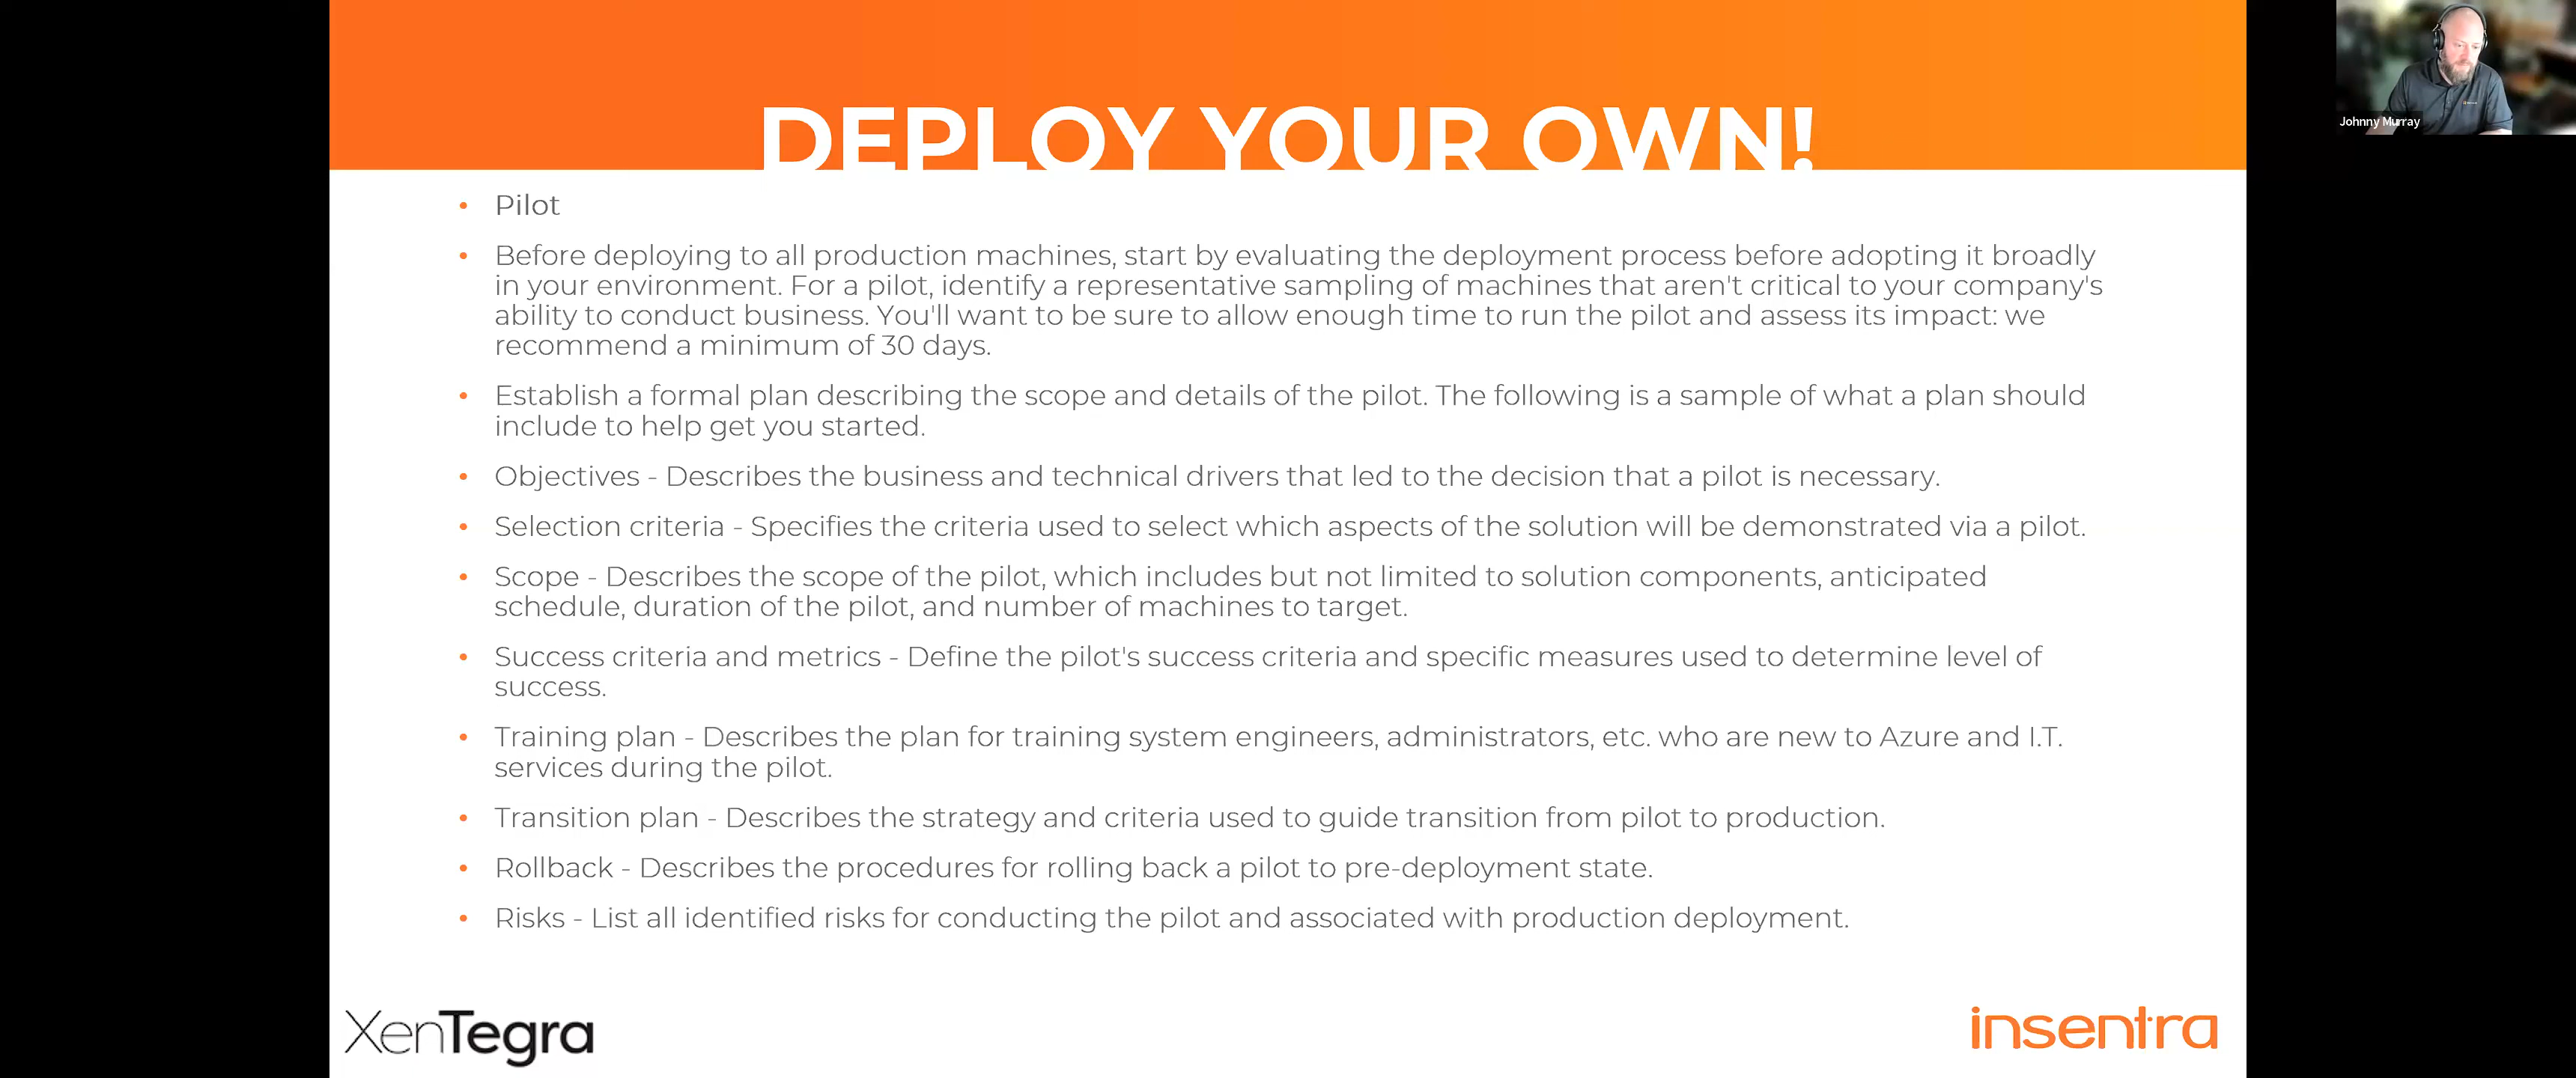 DEPLOY YOUR OWN!
Johnny Murray
• Pilot
• Before deploying to all production machines, start by evaluating the deployment process before adopting it broadly
in your environment. For a pilot, identify a representative sampling of machines that aren't critical to your company's
ability to conduct business. You'll want to be sure to allow enough time to run the pilot and assess its impact: we
recommend a minimum of 30 days.
• Establish a formal plan describing the scope and details of the pilot. The following is a sample of what a plan should
include to help get you started.
• Objectives - Describes the business and technical drivers that led to the decision that a pilot is necessary.
• Selection criteria - Specifies the criteria used to select which aspects of the solution will be demonstrated via a pilot.
• Scope - Describes the scope of the pilot, which includes but not limited to solution components, anticipated
schedule, duration of the pilot, and number of machines to target.
• Success criteria and metrics - Define the pilot's success criteria and specific measures used to determine level of
success.
• Training plan - Describes the plan for training system engineers, administrators, etc. who are new to Azure and I.T.
services during the pilot.
• Transition plan - Describes the strategy and criteria used to guide transition from pilot to production.
• Rollback - Describes the procedures for rolling back a pilot to pre-deployment state.
• Risks - List all identified risks for conducting the pilot and associated with production deployment.
XenTegra
insentra